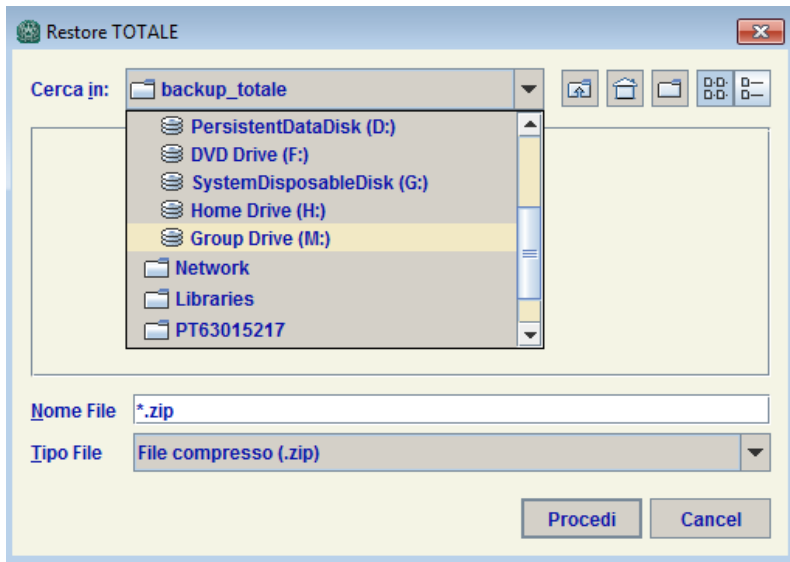 Restore TOTALE
Cerca in: backup_totale
PersistentDataDisk (D:)
DVD Drive (F:)
SystemDisposableDisk (G:)
Home Drive (H:)
Group Drive (M:)
Network
Libraries
PT63015217
Nome File *.zip
Tipo File File compresso (.zip)
Procedi Cancel